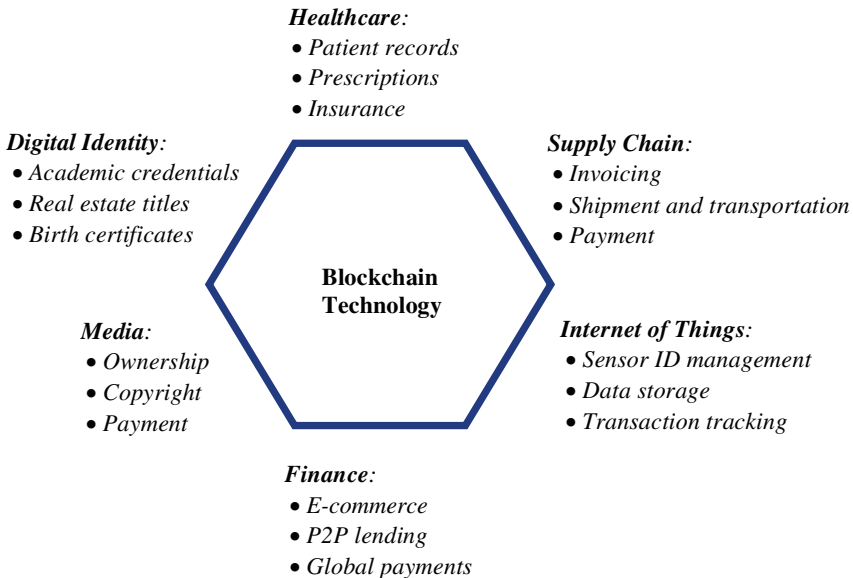 Healthcare:
• Patient records
• Prescriptions
• Insurance
Digital Identity:
• Academic credentials
• Real estate titles
• Birth certificates
Supply Chain:
• Invoicing
• Shipment and transportation
• Payment
Blockchain
Technology
Media:
• Ownership
• Copyright
• Payment
Internet of Things:
• Sensor ID management
• Data storage
• Transaction tracking
Finance:
• E-commerce
• P2P lending
• Global payments